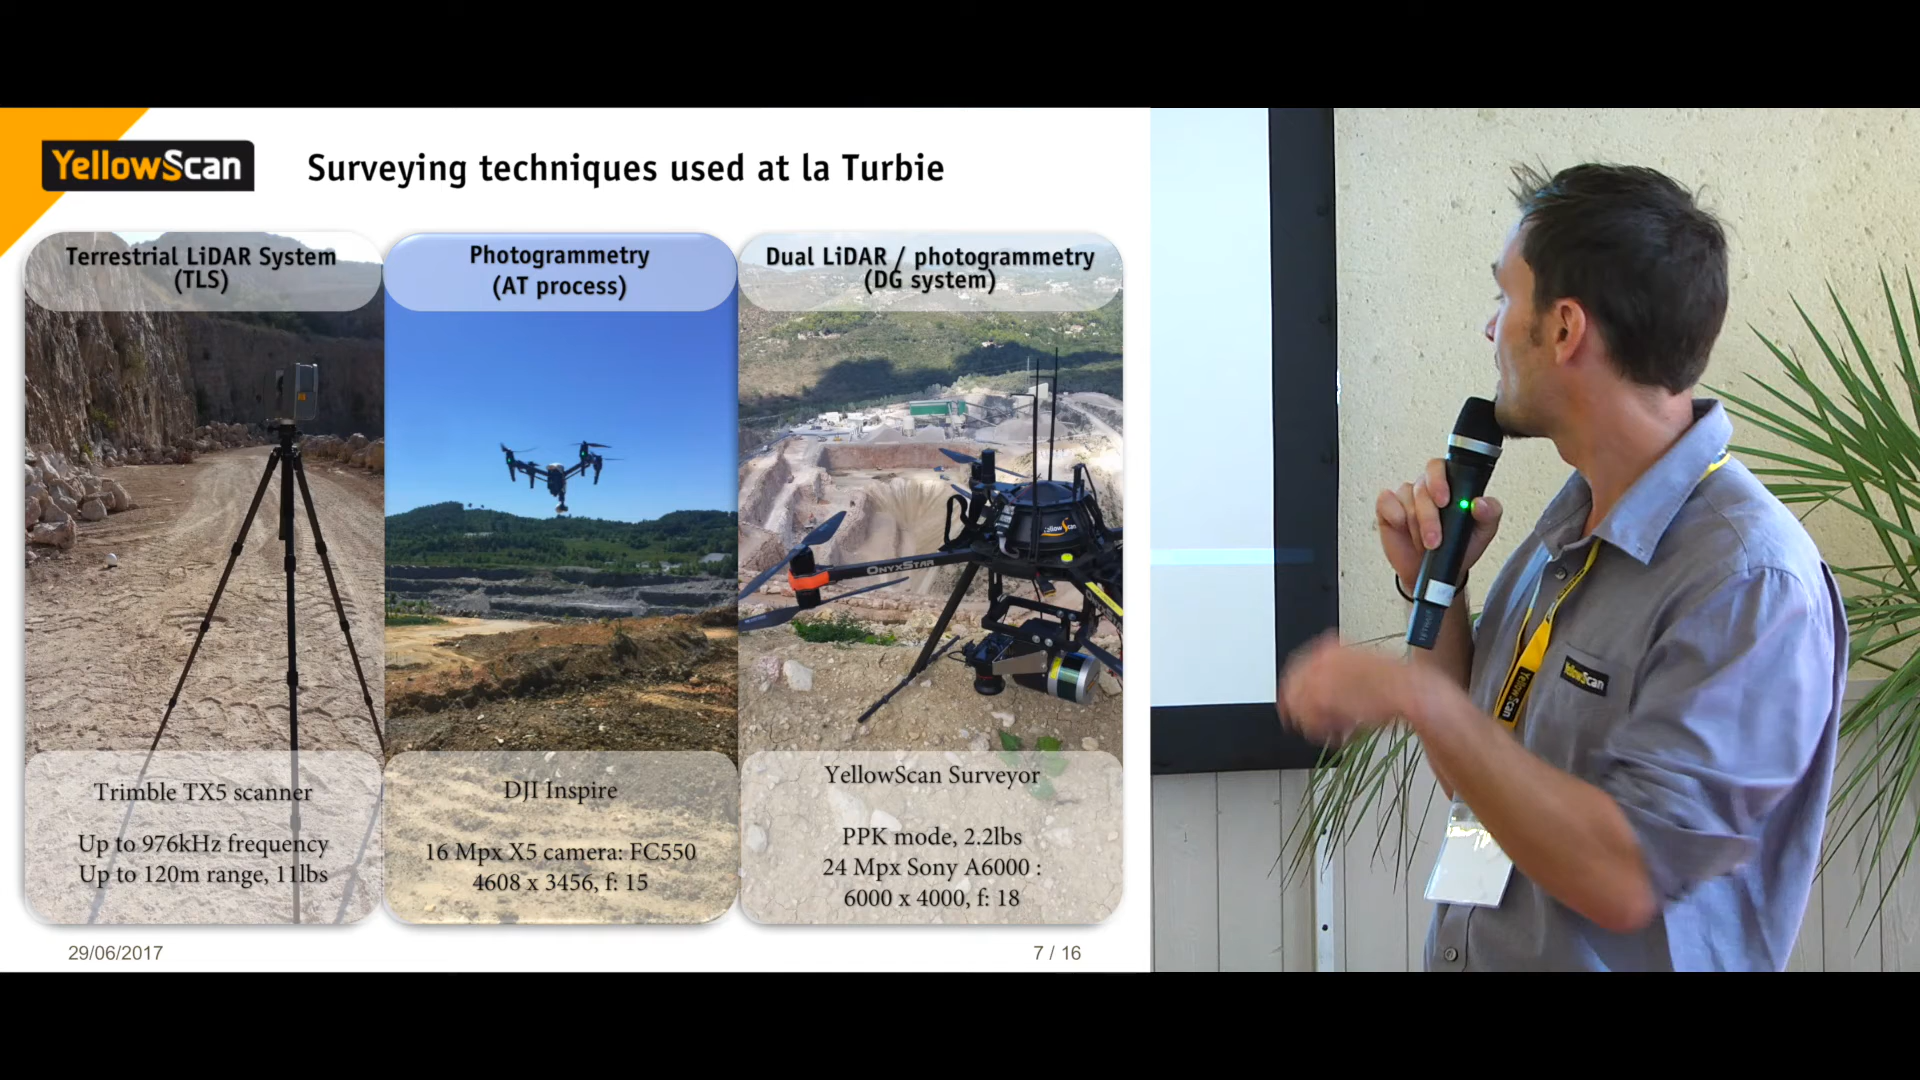 YellowScan
Surveying techniques used at la Turbie
Terrestrial LiDAR System
(TLS)
Photogrammetry
(AT process)
Dual LiDAR / photogrammetry
(DG system)
YellowScan
ONYXSTAR
Trimble TX5 scanner
Up to 976kHz frequency
Up to 120m range, 11lbs
DJI Inspire
16 Mpx X5 camera: FC550
4608 x 3456, f: 15
YellowScan Surveyor
PPK mode, 2.2lbs
24 Mpx Sony A6000 :
6000 x 4000, f: 18
29/06/2017
7 / 16
YellowScan
YellowScan